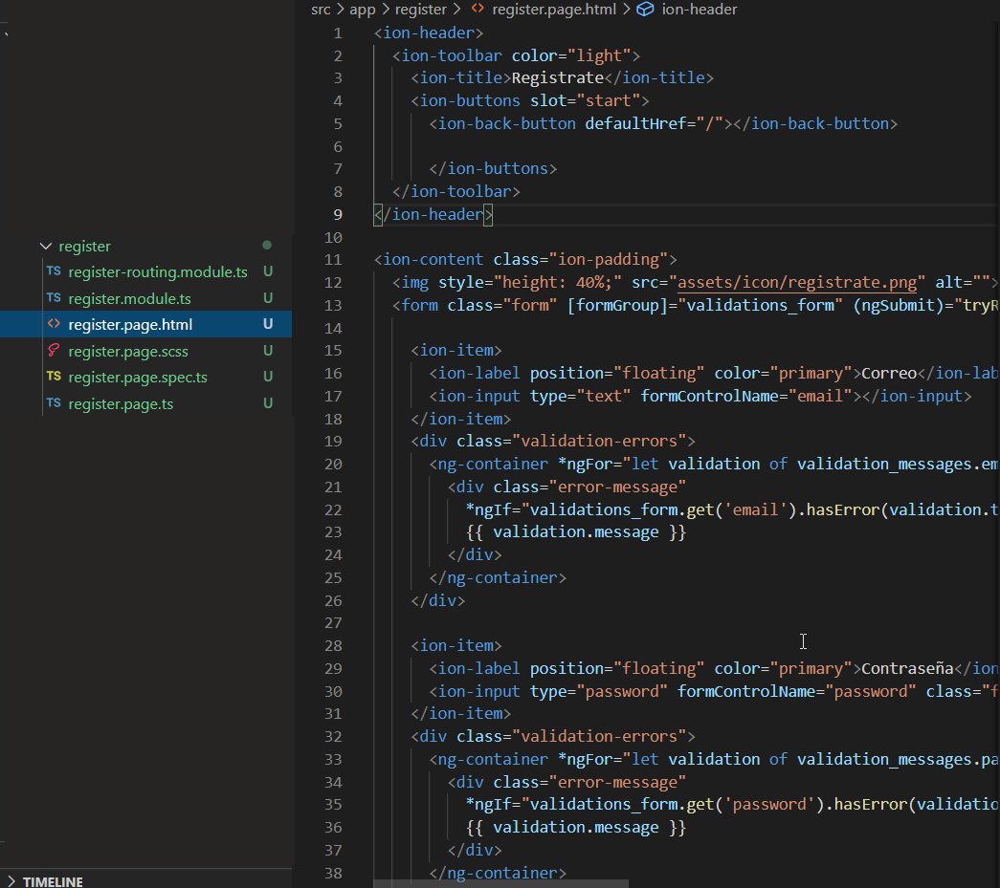 src > app > register > <> register.page.html > ion-header
register
TS register-routing.module.ts U
TS register.module.ts U
<> register.page.html U
register.page.scss U
TS register.page.spec.ts U
TS register.page.ts U
TIMELINE
1 <ion-header>
2 <ion-toolbar color="light">
3 <ion-title>Registrate</ion-title>
4 <ion-buttons slot="start">
5 <ion-back-button defaultHref="/"></ion-back-button>
6
7 </ion-buttons>
8 </ion-toolbar>
9 </ion-header>
10
11 <ion-content class="ion-padding">
12 <img style="height: 40%;" src="assets/icon/registrate.png" alt="">
13 <form class="form" [formGroup]="validations_form" (ngSubmit)="tryR
14
15 <ion-item>
16 <ion-label position="floating" color="primary">Correo</ion-lab
17 <ion-input type="text" formControlName="email"></ion-input>
18 </ion-item>
19 <div class="validation-errors">
20 <ng-container *ngFor="let validation of validation_messages.em
21 <div class="error-message"
22 *ngIf="validations_form.get('email').hasError(validation.t
23 {{ validation.message }}
24 </div>
25 </ng-container>
26 </div>
27
28 <ion-item>
29 <ion-label position="floating" color="primary">Contraseña</ion
30 <ion-input type="password" formControlName="password" class="f
31 </ion-item>
32 <div class="validation-errors">
33 <ng-container *ngFor="let validation of validation_messages.pa
34 <div class="error-message"
35 *ngIf="validations_form.get('password').hasError(validatio
36 {{ validation.message }}
37 </div>
38 </ng-container>